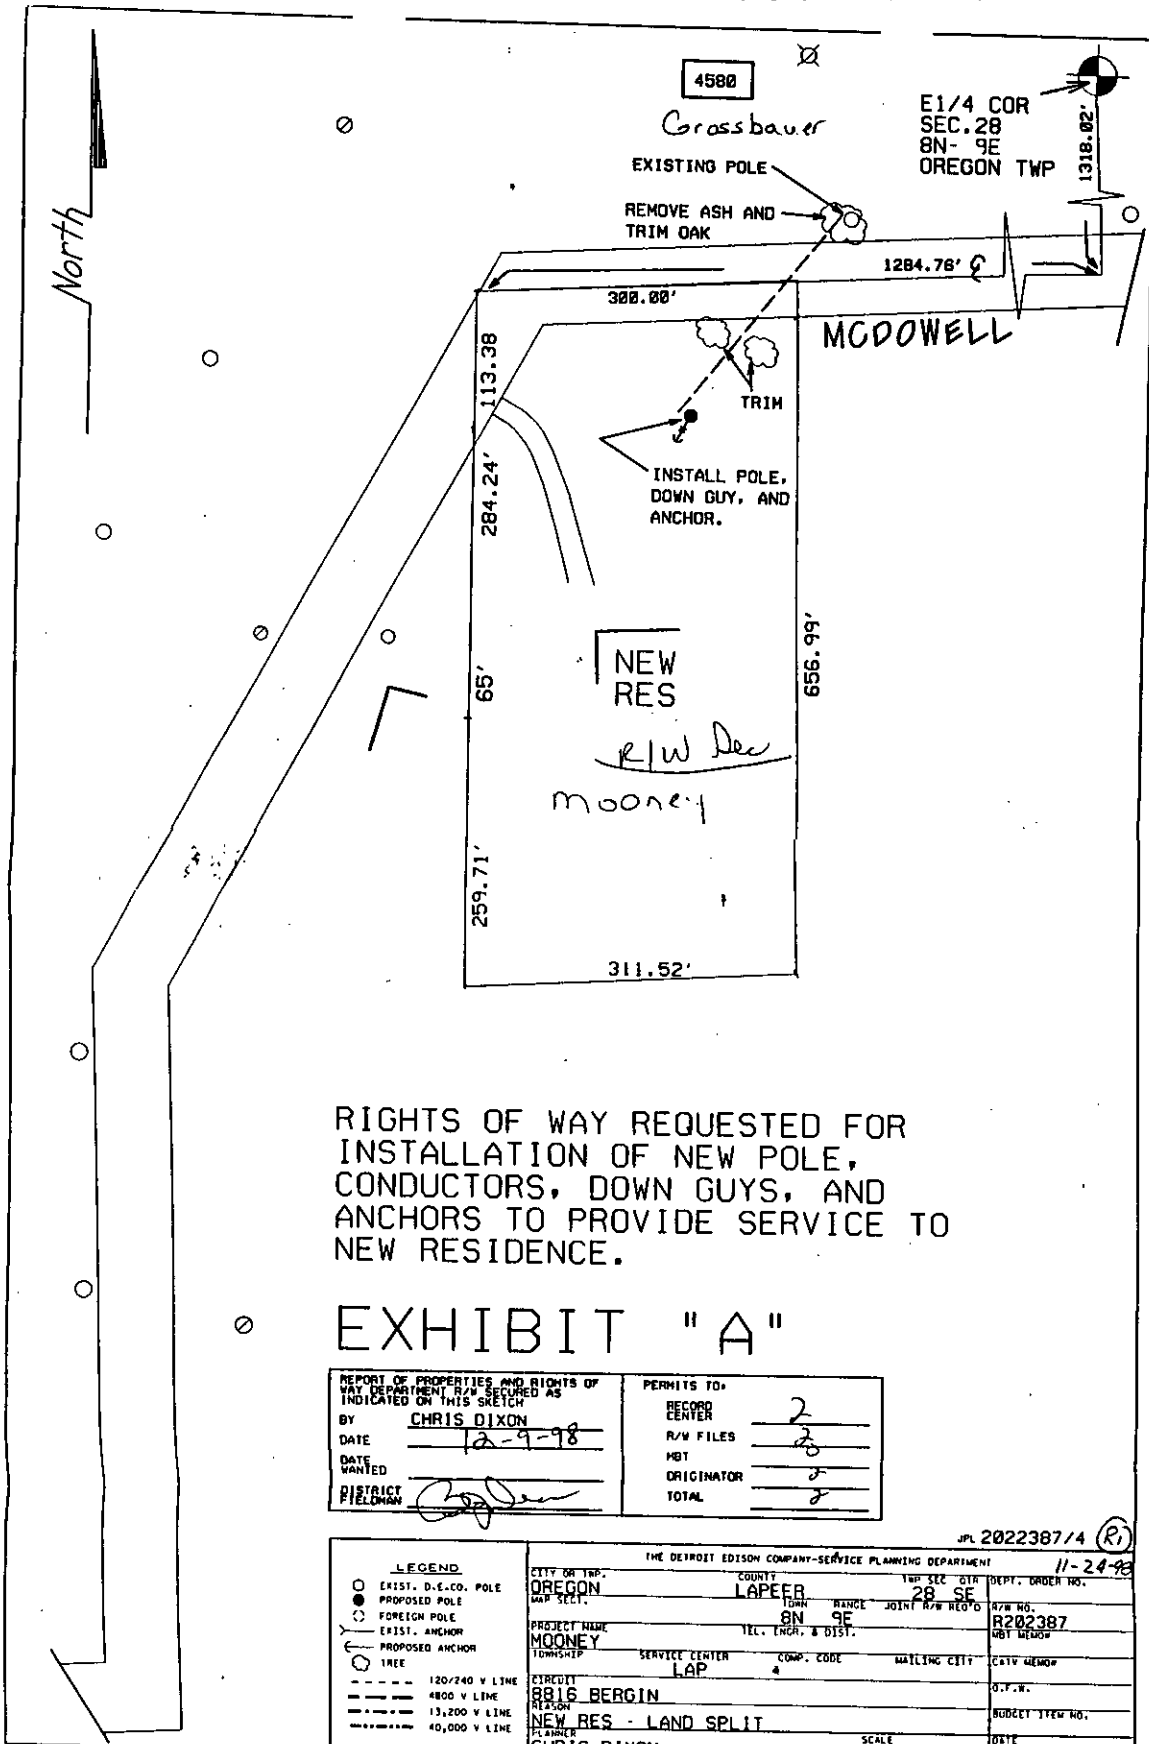 4580
Grossbauer
E1/4 COR
SEC.28
8N- 9E
OREGON TWP
1318.02'
North
EXISTING POLE
REMOVE ASH AND
TRIM OAK
1284.76'
300.00'
MCDOWELL
113.38
TRIM
284.24'
INSTALL POLE,
DOWN GUY, AND
ANCHOR.
NEW
RES
65'
656.99'
R/W Dec
Mooney
259.71'
311.52'
RIGHTS OF WAY REQUESTED FOR
INSTALLATION OF NEW POLE,
CONDUCTORS, DOWN GUYS, AND
ANCHORS TO PROVIDE SERVICE TO
NEW RESIDENCE.
EXHIBIT "A"
REPORT OF PROPERTIES AND RIGHTS OF
WAY DEPARTMENT R/W SECURED AS
INDICATED ON THIS SKETCH
BY CHRIS DIXON
DATE 12-9-98
DATE WANTED
DISTRICT FIELDMAN
PERMITS TO:
RECORD CENTER 2
R/W FILES
MBT
ORIGINATOR
TOTAL 2
JPL 2022387/4 R1
11-24-98
LEGEND
EXIST. D.E.CO. POLE
PROPOSED POLE
FOREIGN POLE
EXIST. ANCHOR
PROPOSED ANCHOR
TREE
120/240 V LINE
4800 V LINE
13,200 V LINE
40,000 V LINE
THE DETROIT EDISON COMPANY-SERVICE PLANNING DEPARTMENT
CITY OR TWP. COUNTY TWP SEC QTR DEPT. ORDER NO.
OREGON LAPEER 28 SE
MAP SECT. TOWN RANGE JOINT R/W REQ'D R/W NO.
8N 9E R202387
PROJECT NAME TEL. ENGR. & DIST. MBT MEMO#
MOONEY
TOWNSHIP SERVICE CENTER COMP. CODE MAILING CITY CATV MEMO#
LAP
CIRCUIT O.F.W.
8816 BERGIN
REASON BUDGET ITEM NO.
NEW RES - LAND SPLIT
PLANNER SCALE DATE
CHRIS DIXON